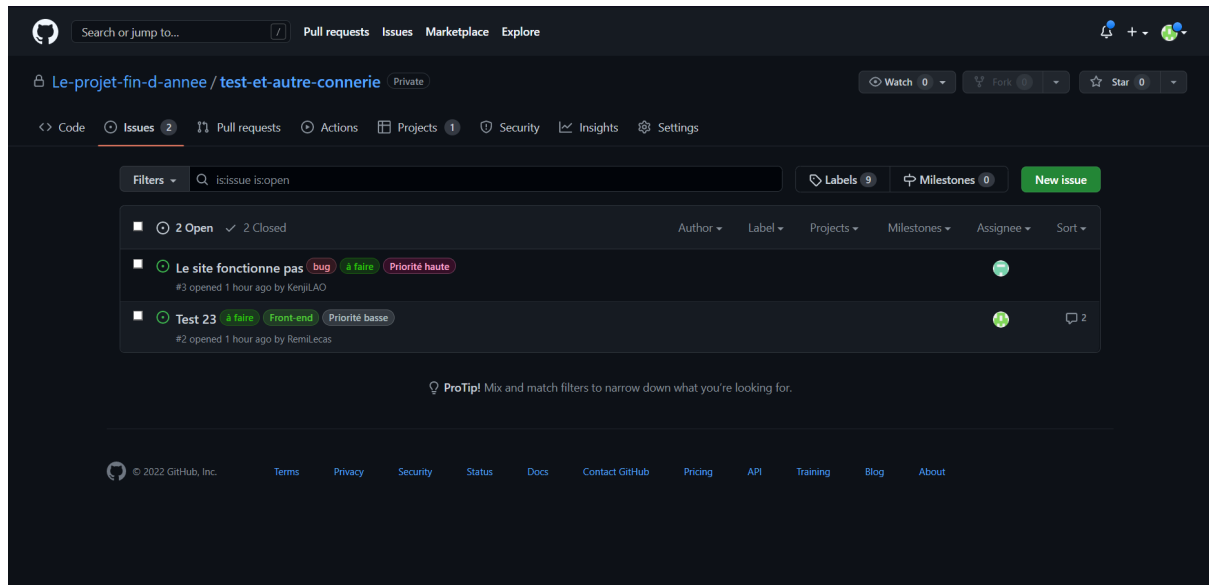 Search or jump to... / Pull requests Issues Marketplace Explore
Le-projet-fin-d-annee / test-et-autre-connerie Private Watch 0 Fork 0 Star 0
Code Issues 2 Pull requests Actions Projects 1 Security Insights Settings
Filters is:issue is:open Labels 9 Milestones 0 New issue
2 Open 2 Closed Author Label Projects Milestones Assignee Sort
Le site fonctionne pas bug à faire Priorité haute
#3 opened 1 hour ago by KenjiLAO
Test 23 à faire Front-end Priorité basse 2
#2 opened 1 hour ago by RemiLecas
ProTip! Mix and match filters to narrow down what you're looking for.
© 2022 GitHub, Inc. Terms Privacy Security Status Docs Contact GitHub Pricing API Training Blog About